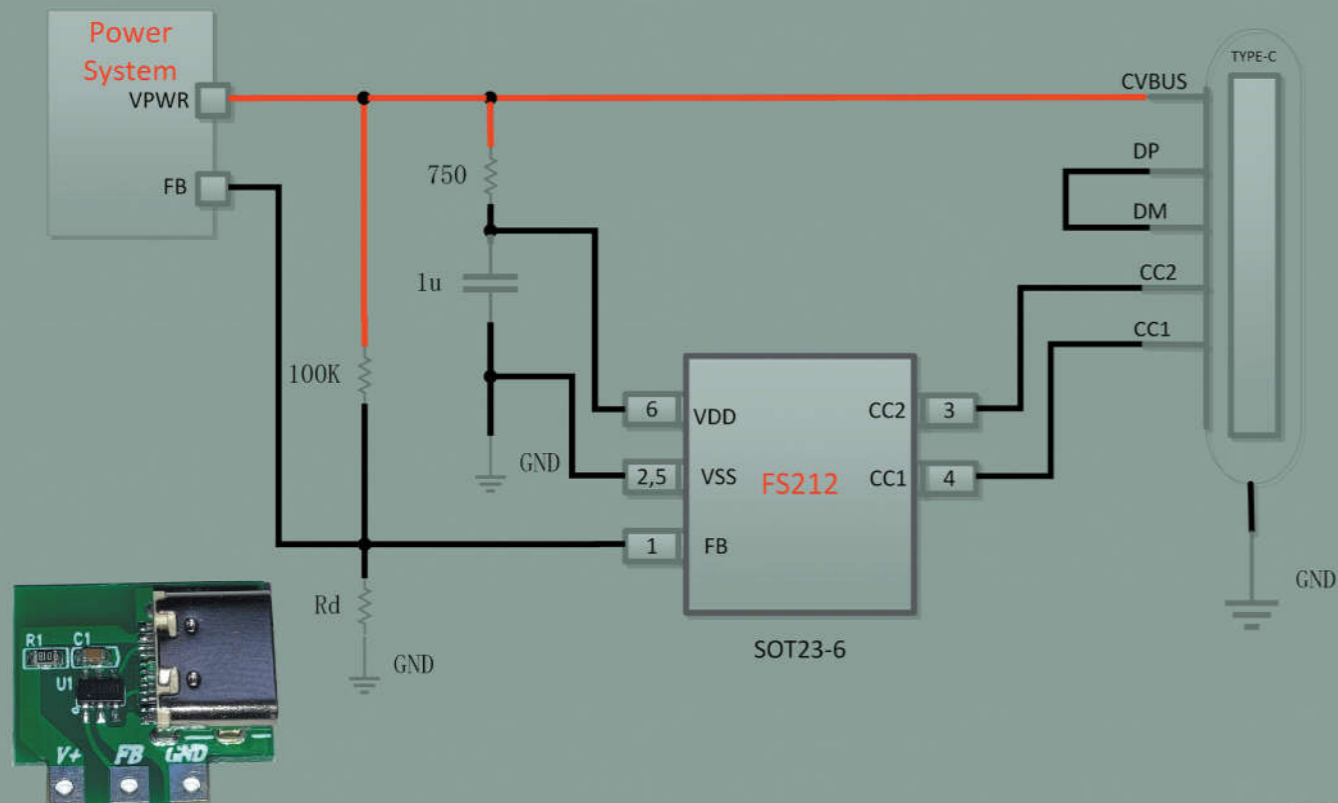 Power
System
VPWR
FB
TYPE-C
CVBUS
DP
DM
CC2
CC1
750
1u
100K
GND
6
VDD
2,5
VSS
1
FB
FS212
CC2
3
CC1
4
SOT23-6
Rd
GND
GND
R1
C1
U1
V+
FB
GND